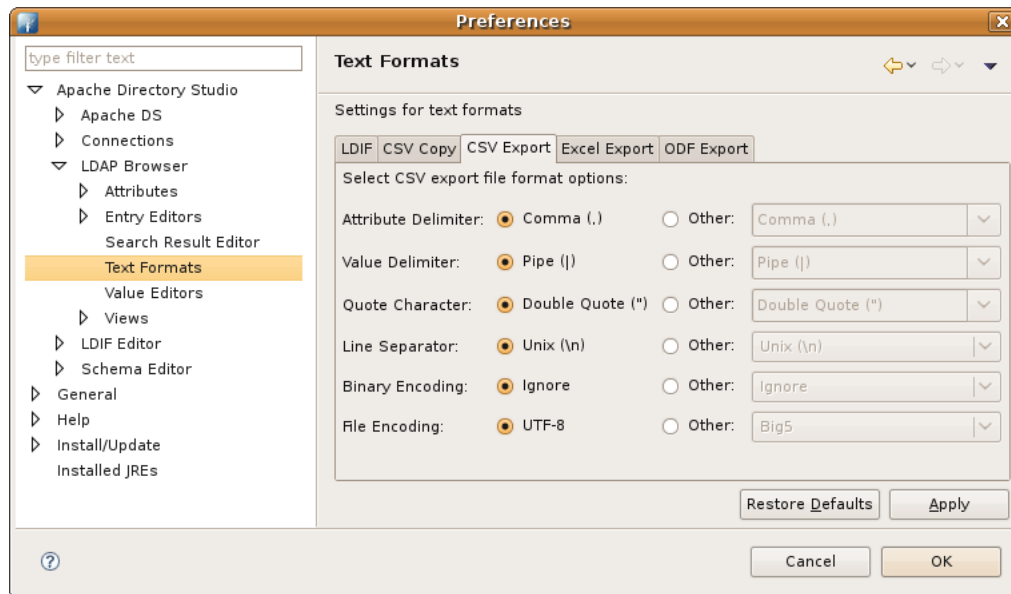 Preferences
type filter text
Apache Directory Studio
Apache DS
Connections
LDAP Browser
Attributes
Entry Editors
Search Result Editor
Text Formats
Value Editors
Views
LDIF Editor
Schema Editor
General
Help
Install/Update
Installed JREs
Text Formats
Settings for text formats
LDIF CSV Copy CSV Export Excel Export ODF Export
Select CSV export file format options:
Attribute Delimiter: Comma (,) Other: Comma (,)
Value Delimiter: Pipe (|) Other: Pipe (|)
Quote Character: Double Quote (") Other: Double Quote (")
Line Separator: Unix (\n) Other: Unix (\n)
Binary Encoding: Ignore Other: Ignore
File Encoding: UTF-8 Other: Big5
Restore Defaults Apply
? Cancel OK